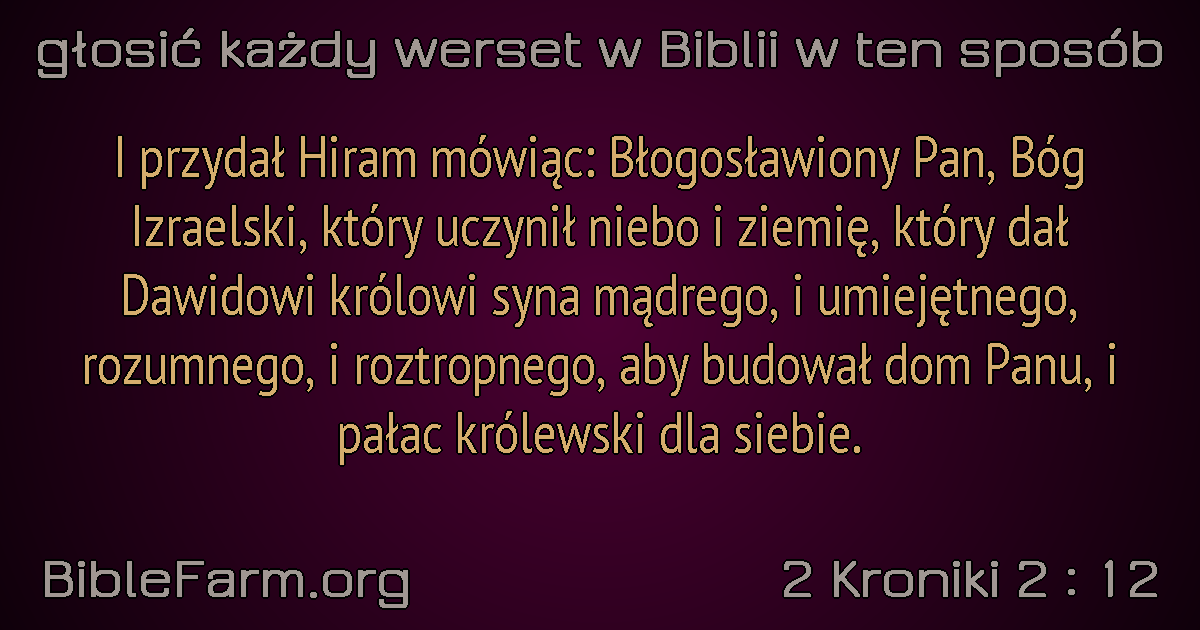 głosić każdy werset w Biblii w ten sposób
I przydał Hiram mówiąc: Błogosławiony Pan, Bóg
Izraelski, który uczynił niebo i ziemię, który dał
Dawidowi królowi syna mądrego, i umiejętnego,
rozumnego, i roztropnego, aby budował dom Panu, i
pałac królewski dla siebie.
BibleFarm.org
2 Kroniki 2 : 12